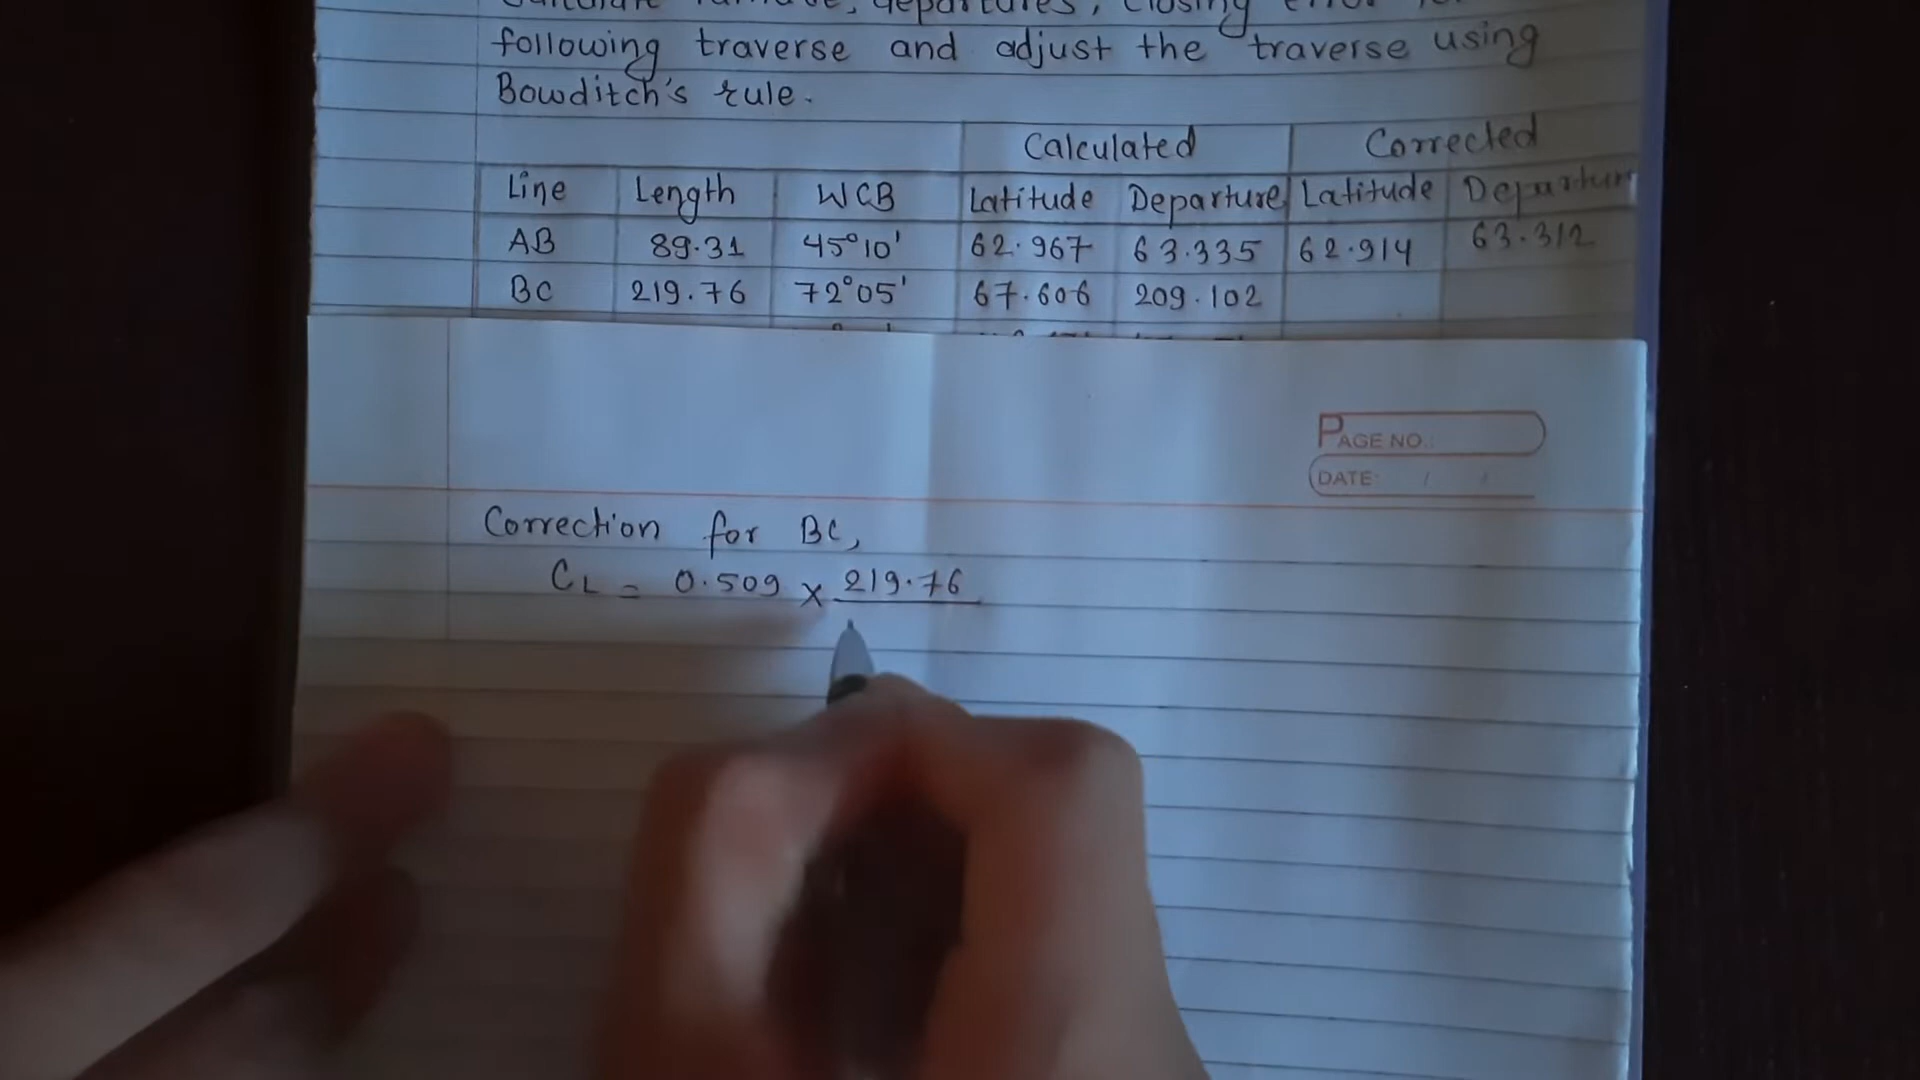 following traverse and adjust the traverse using
Bowditch's rule.
Calculated Corrected
Line Length WCB Latitude Departure Latitude Departure
AB 89.31 45°10' 62.967 63.335 62.914 63.312
BC 219.76 72°05' 67.606 209.102
PAGE NO.:
DATE: / /
Correction for BC,
CL = 0.509 × 219.76